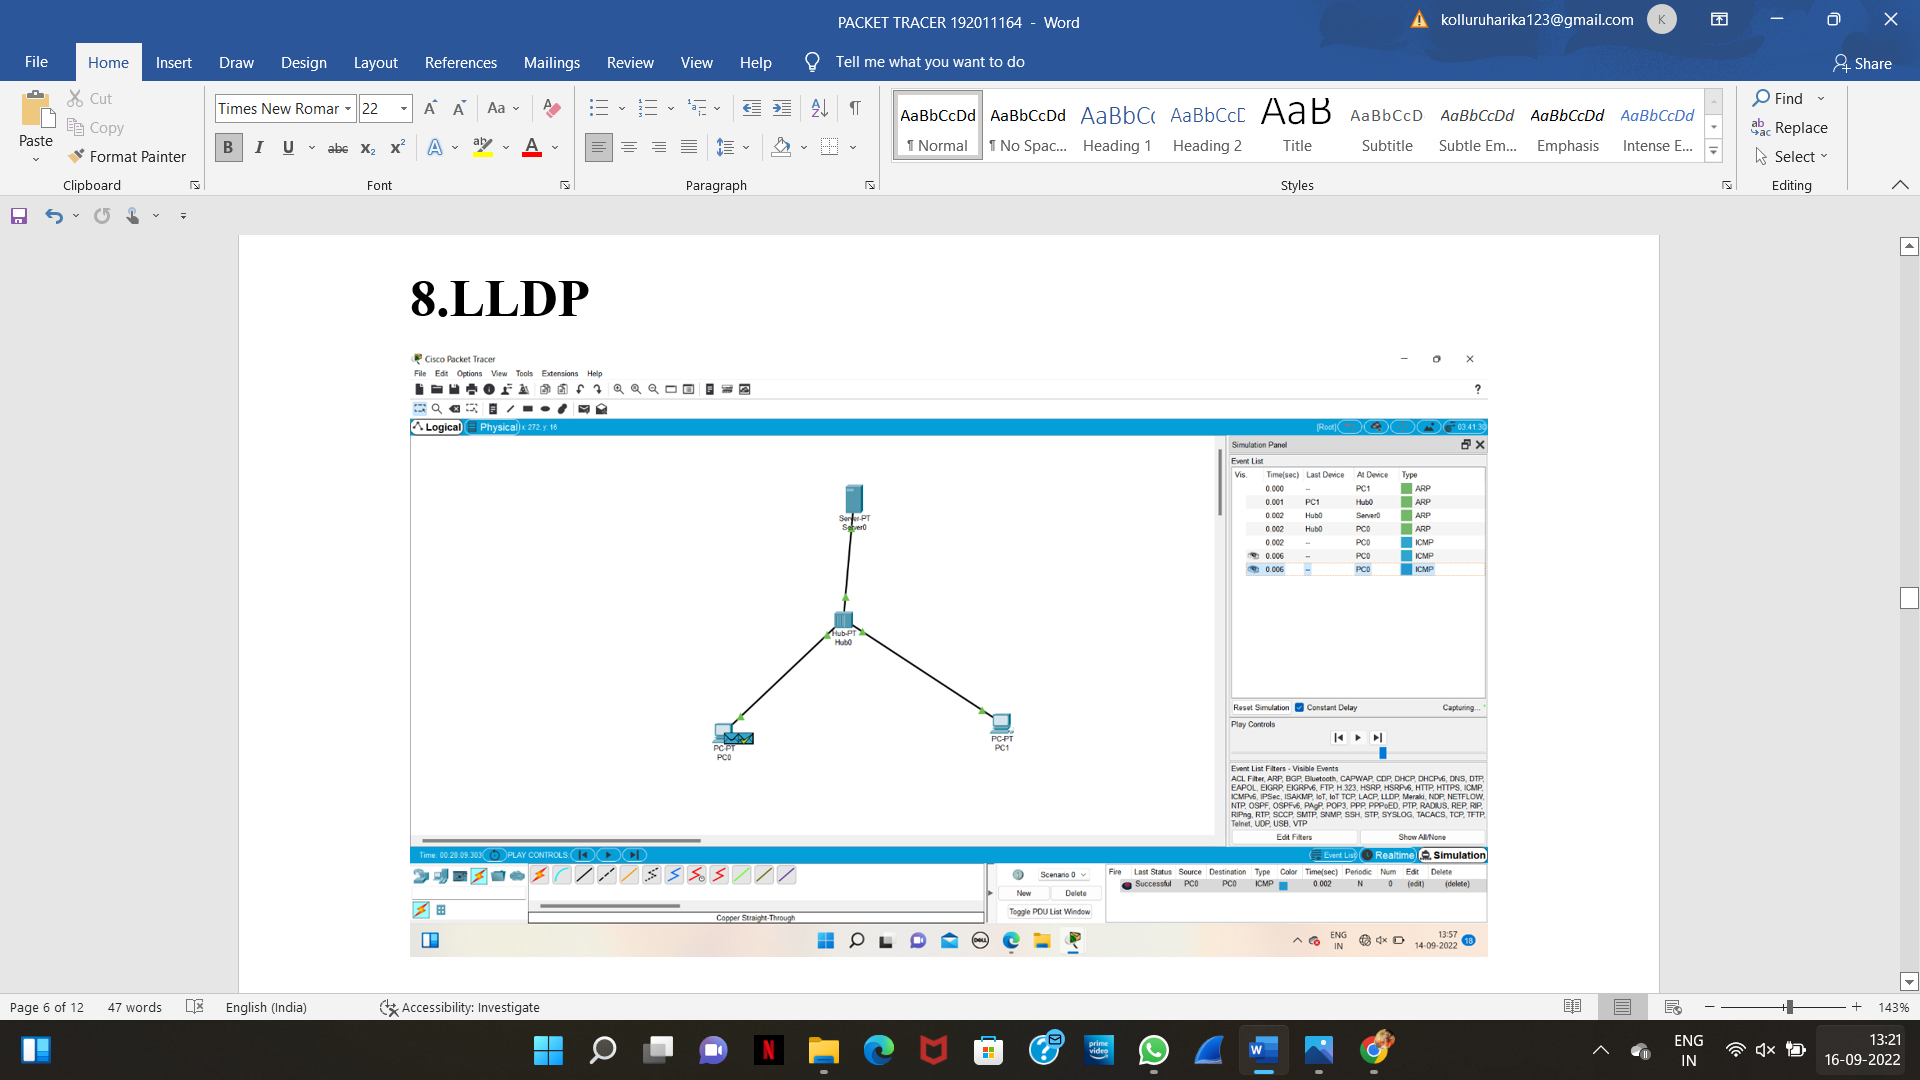 PACKET TRACER 192011164 - Word
kolluruharika123@gmail.com
K
File Home Insert Draw Design Layout References Mailings Review View Help Tell me what you want to do
Share
Paste
Cut
Copy
Format Painter
Clipboard
Times New Roman 22
Aa
B I U abc x₂ x² A ab A
Font
Paragraph
AaBbCcDd AaBbCcDd AaBbCc AaBbCcD AaB AaBbCcD AaBbCcDd AaBbCcDd AaBbCcDd
¶ Normal ¶ No Spac... Heading 1 Heading 2 Title Subtitle Subtle Em... Emphasis Intense E...
Styles
Find
Replace
Select
Editing
8.LLDP
Cisco Packet Tracer
File Edit Options View Tools Extensions Help
Logical Physical x: 272, y: 16
[Root] 03:41:30
Server-PT
Server0
Hub-PT
Hub0
PC-PT
PC0
PC-PT
PC1
Simulation Panel
Event List
Vis. Time(sec) Last Device At Device Type
0.000 -- PC1 ARP
0.001 PC1 Hub0 ARP
0.002 Hub0 Server0 ARP
0.002 Hub0 PC0 ARP
0.002 -- PC0 ICMP
0.006 -- PC0 ICMP
0.006 -- PC0 ICMP
Reset Simulation Constant Delay Capturing...
Play Controls
Event List Filters - Visible Events
ACL Filter, ARP, BGP, Bluetooth, CAPWAP, CDP, DHCP, DHCPv6, DNS, DTP,
EAPOL, EIGRP, EIGRPv6, FTP, H.323, HSRP, HSRPv6, HTTP, HTTPS, ICMP,
ICMPv6, IPSec, ISAKMP, IoT, IoT TCP, LACP, LLDP, Meraki, NDP, NETFLOW,
NTP, OSPF, OSPFv6, PAgP, POP3, PPP, PPPoED, PTP, RADIUS, REP, RIP,
RIPng, RTP, SCCP, SMTP, SNMP, SSH, STP, SYSLOG, TACACS, TCP, TFTP,
Telnet, UDP, USB, VTP
Edit Filters Show All/None
Time: 00:28:09.303 PLAY CONTROLS:
Event List Realtime Simulation
Scenario 0
New Delete
Toggle PDU List Window
Fire Last Status Source Destination Type Color Time(sec) Periodic Num Edit Delete
Successful PC0 PC0 ICMP 0.002 N 0 (edit) (delete)
Copper Straight-Through
DELL
ENG
IN
13:57
14-09-2022
18
Page 6 of 12 47 words English (India) Accessibility: Investigate
143%
N
prime
video
W
ENG
IN
13:21
16-09-2022